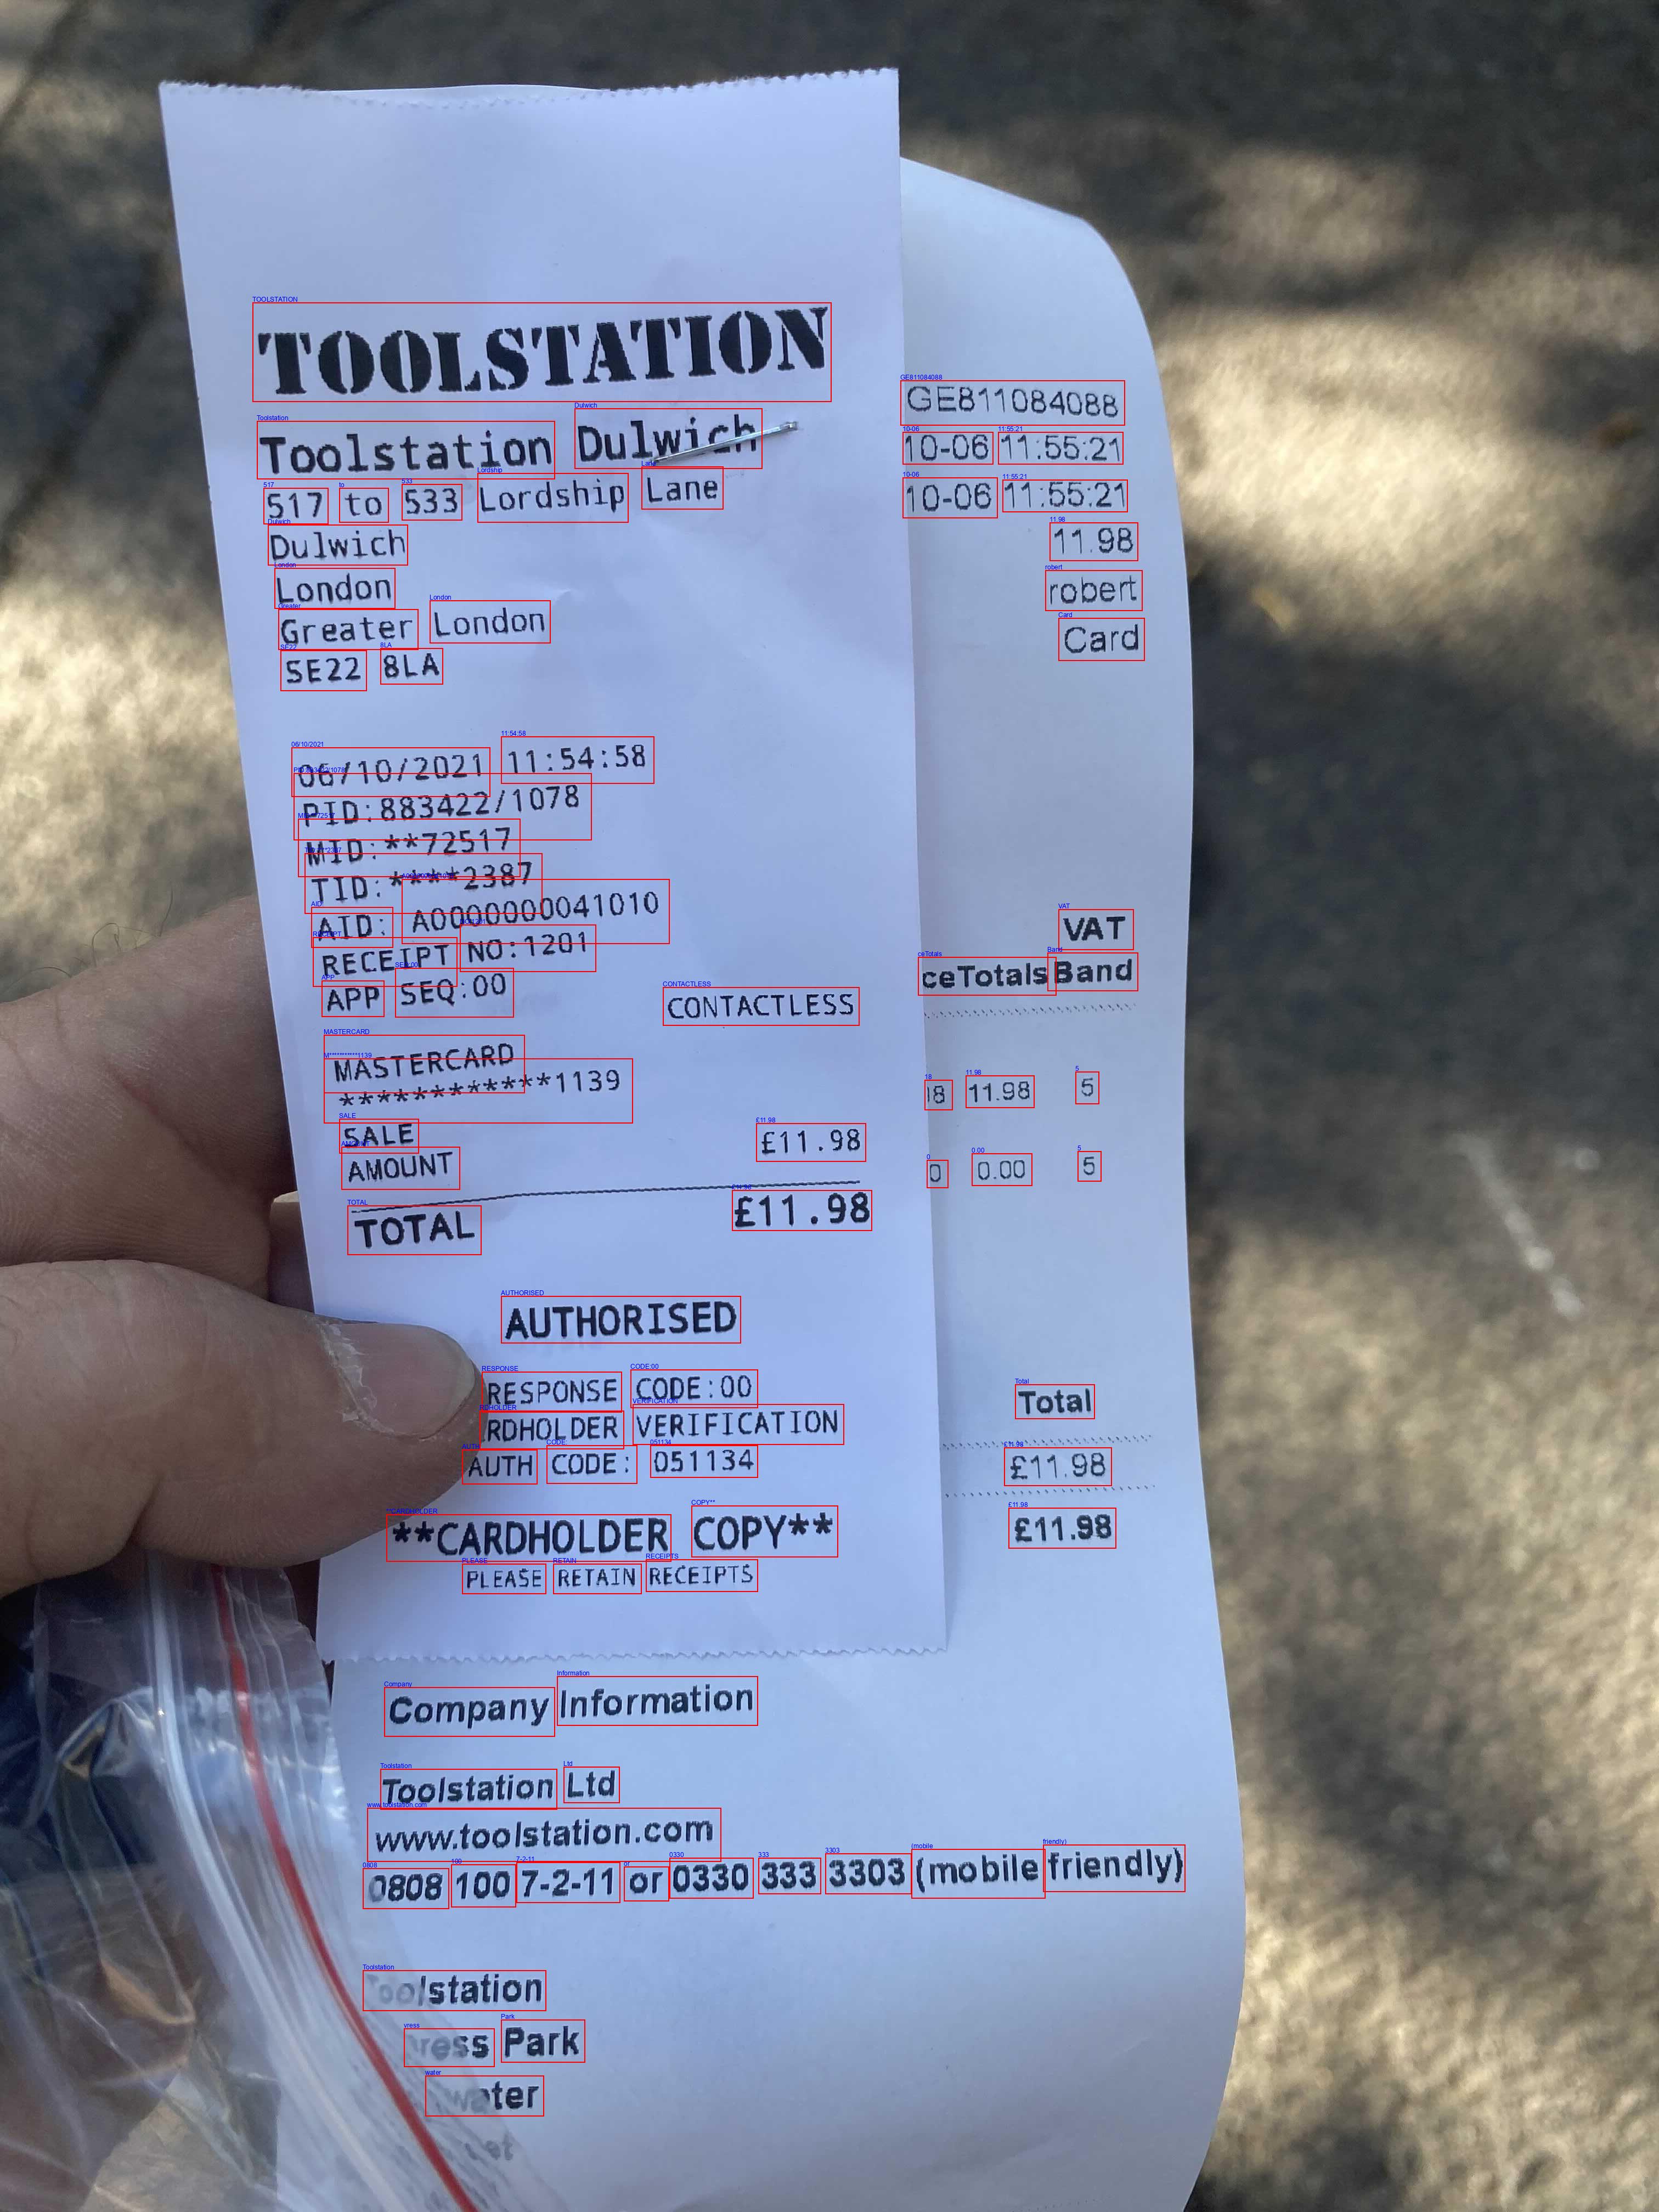 TOOLSTATION
Toolstation Dulwich
517 to 533 Lordship Lane
Dulwich
London
Greater London
SE22 8LA
06/10/2021 11:54:58
PID:883422/1078
MID:**72517
TID:****2387
AID: A0000000041010
RECEIPT NO:1201
APP SEQ:00
CONTACTLESS
MASTERCARD
************1139
SALE
AMOUNT £11.98
TOTAL £11.98
AUTHORISED
RESPONSE CODE:00
RDHOLDER VERIFICATION
AUTH CODE: 051134
**CARDHOLDER COPY**
PLEASE RETAIN RECEIPTS
GE811084088
10-06 11:55:21
10-06 11:55:21
11.98
robert
Card
VAT
ceTotals Band
8 11.98 5
0 0.00 5
Total
£11.98
£11.98
Company Information
Toolstation Ltd
www.toolstation.com
0808 100 7-2-11 or 0330 333 3303 (mobile friendly)
Toolstation
ress Park
water